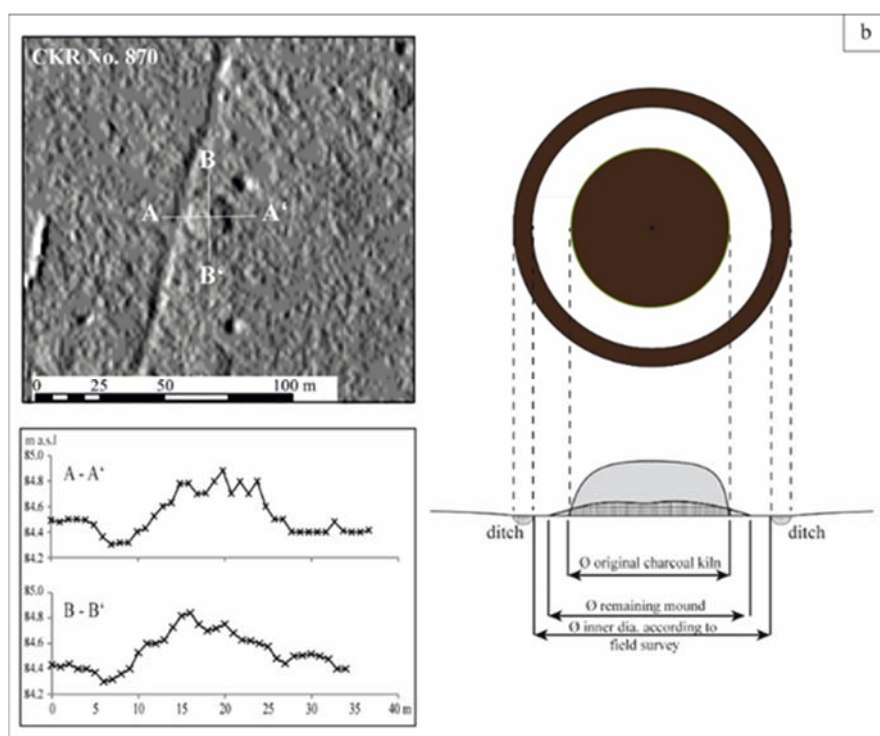 b
CKR No. 870
B
A A‘
B‘
0 25 50 100 m
m a.s.l
85.0
A - A‘
84.8
84.6
84.4
84.2
85.0
B - B‘
84.8
84.6
84.4
84.2
0 5 10 15 20 25 30 35 40 m
ditch ditch
Ø original charcoal kiln
Ø remaining mound
Ø inner dia. according to
field survey